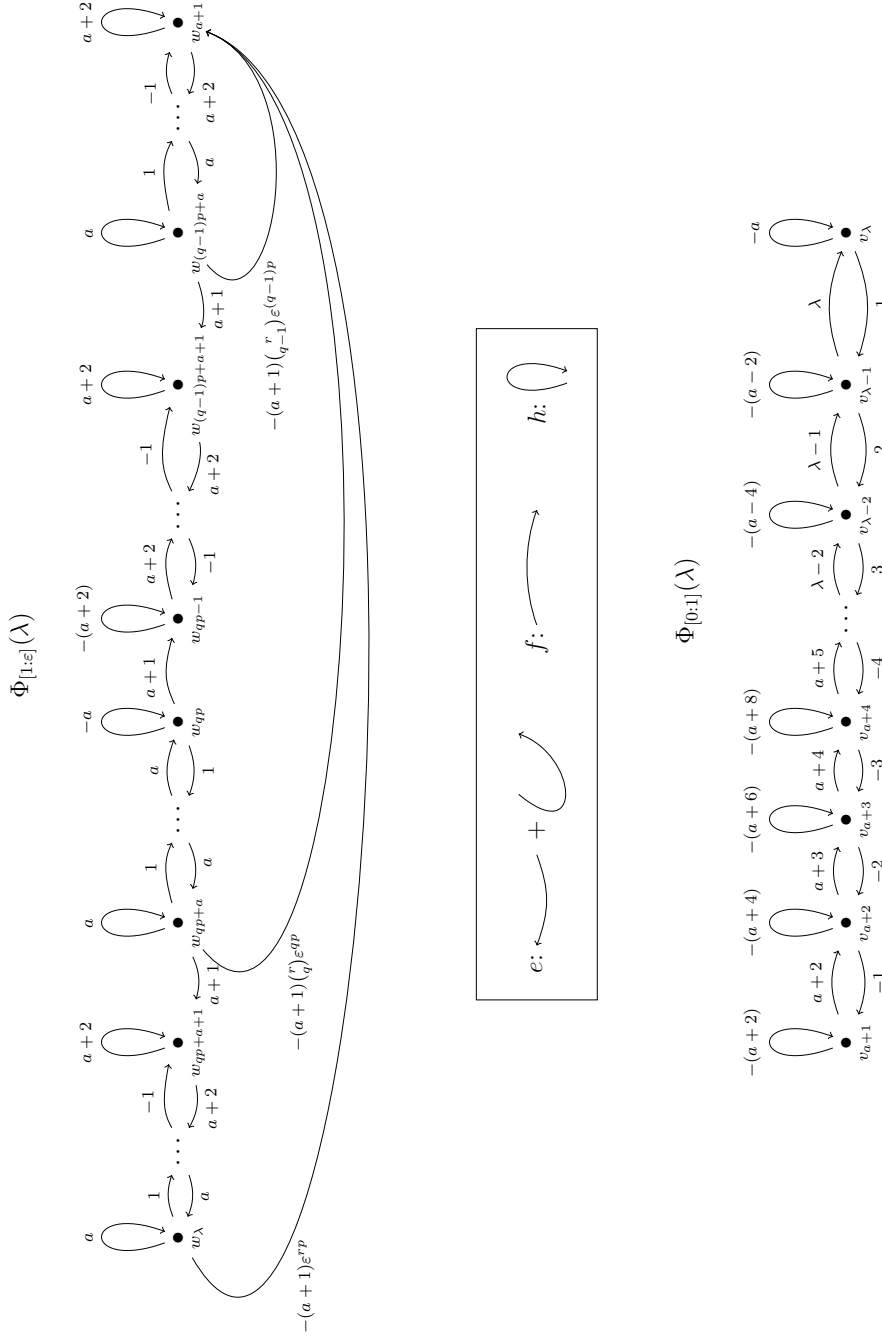 Φ_{[1:ε]}(λ)
a a+2 a -a -(a+2) a+2 a a+2
1 -1 1 a a+1 a+2 -1 1 -1
w_λ w_{qp+a+1} w_{qp+a} w_{qp} w_{qp-1} w_{(q-1)p+a+1} w_{(q-1)p+a} w_{a+1}
a a+2 a+1 a 1 -1 a+2 a+1 a a+2
-(a+1)ε^{rp} -(a+1)\binom{r}{q}ε^{qp} -(a+1)\binom{r}{q-1}ε^{(q-1)p}
e: + f: h:
Φ_{[0:1]}(λ)
-(a+2) -(a+4) -(a+6) -(a+8) -(a-4) -(a-2) -a
a+2 a+3 a+4 a+5 λ-2 λ-1 λ
v_{a+1} v_{a+2} v_{a+3} v_{a+4} v_{λ-2} v_{λ-1} v_λ
-1 -2 -3 -4 3 2 1